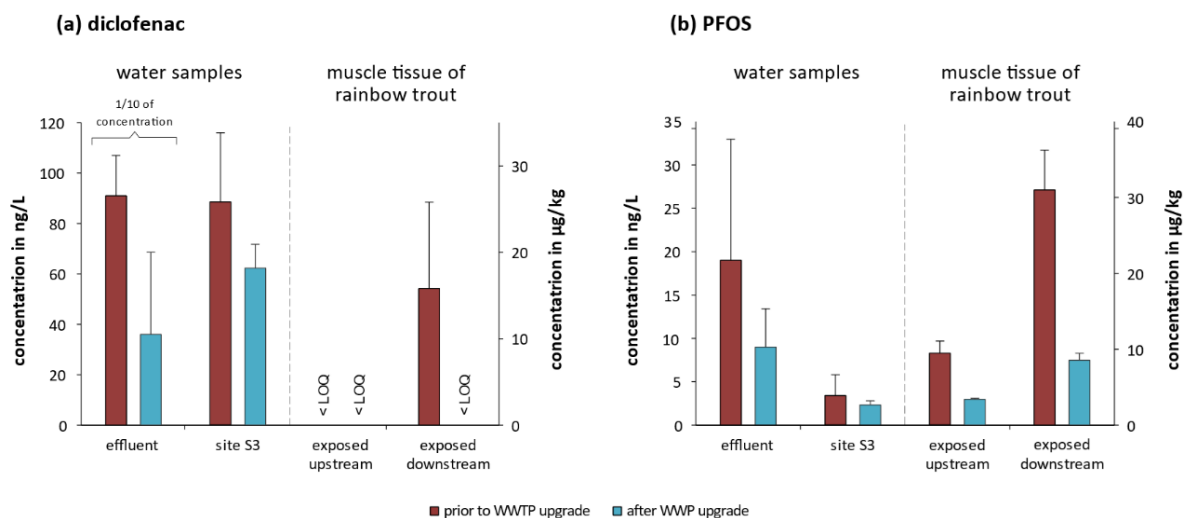 (a) diclofenac
water samples
muscle tissue of
rainbow trout
1/10 of
concentration
concentratrion in ng/L
120
100
80
60
40
20
0
< LOQ
< LOQ
< LOQ
30
20
10
0
concentration in µg/kg
effluent
site S3
exposed
upstream
exposed
downstream
(b) PFOS
water samples
muscle tissue of
rainbow trout
concentratrion in ng/L
35
30
25
20
15
10
5
0
40
30
20
10
0
concentration in µg/kg
effluent
site S3
exposed
upstream
exposed
downstream
prior to WWTP upgrade
after WWP upgrade